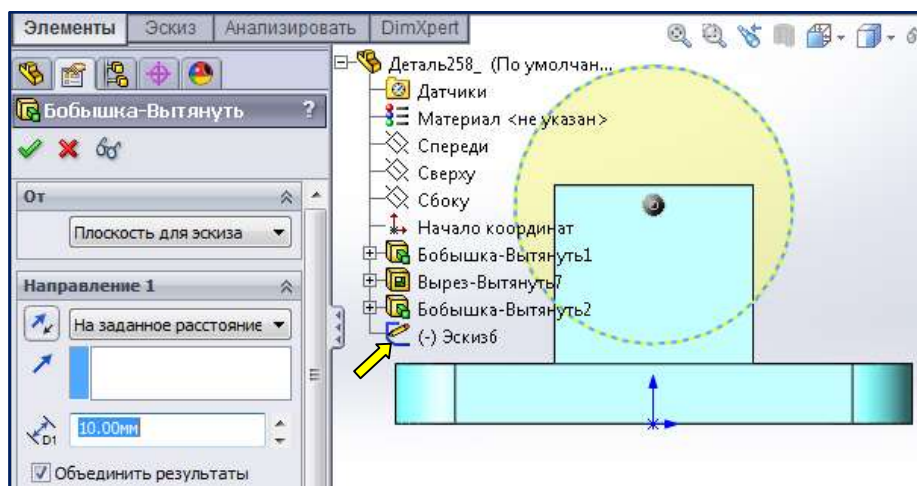 Элементы Эскиз Анализировать DimXpert
Бобышка-Вытянуть ?
От
Плоскость для эскиза
Направление 1
На заданное расстояние
D1 10.00мм
Объединить результаты
Деталь258_ (По умолчан...
Датчики
Материал <не указан>
Спереди
Сверху
Сбоку
Начало координат
Бобышка-Вытянуть1
Вырез-Вытянуть7
Бобышка-Вытянуть2
(-) Эскиз6